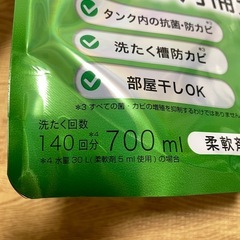 タンク内の抗菌・防カビ
洗たく槽防カビ
部屋干しOK
*3 すべての菌・カビの増殖を抑制するわけではありません
洗たく回数
140回分*4 700ml
*4 水量30L(柔軟剤5ml使用)の場合
柔軟剤